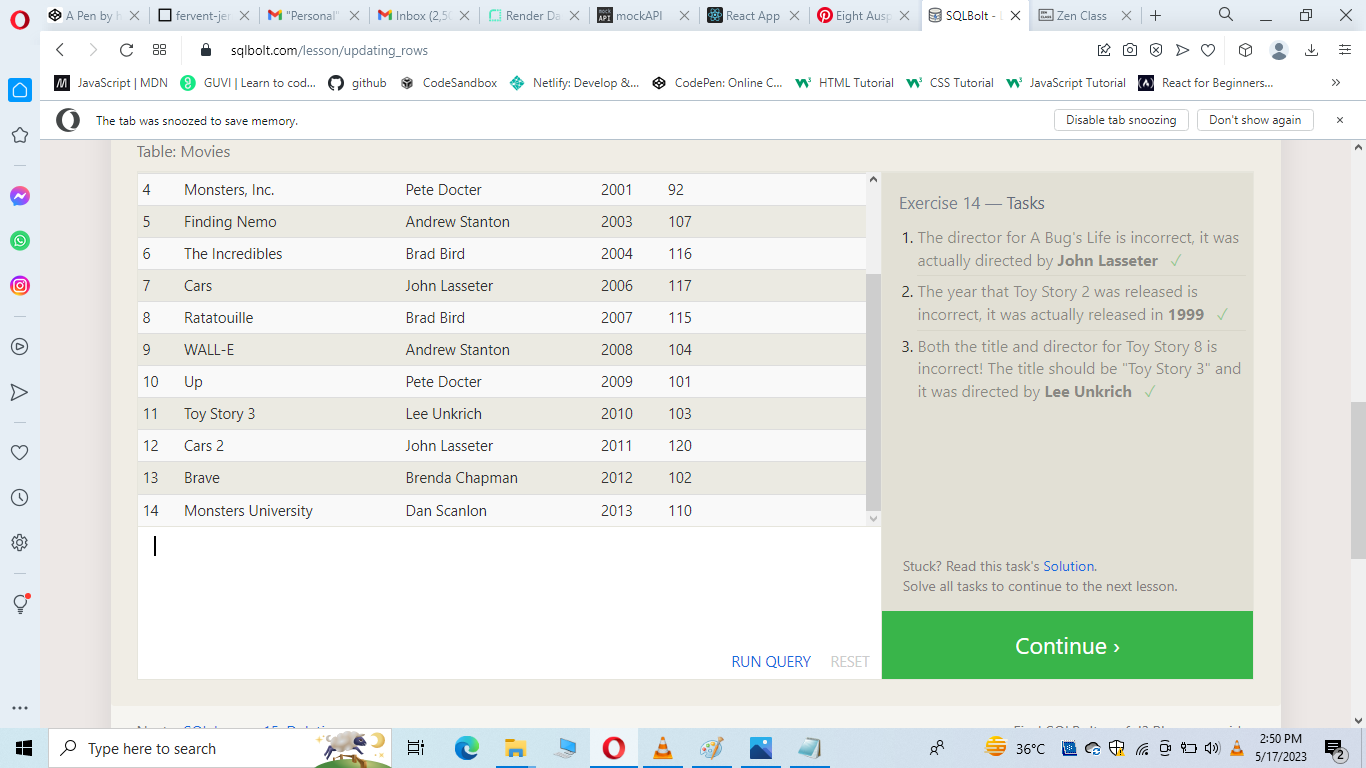 A Pen by h
fervent-jer
"Personal"
Inbox (2,5
Render Da
mockAPI
React App
Eight Ausp
SQLBolt - L
Zen Class
sqlbolt.com/lesson/updating_rows
JavaScript | MDN
GUVI | Learn to cod...
github
CodeSandbox
Netlify: Develop &...
CodePen: Online C...
HTML Tutorial
CSS Tutorial
JavaScript Tutorial
React for Beginners...
The tab was snoozed to save memory.
Disable tab snoozing
Don't show again
Table: Movies
4 Monsters, Inc. Pete Docter 2001 92
5 Finding Nemo Andrew Stanton 2003 107
6 The Incredibles Brad Bird 2004 116
7 Cars John Lasseter 2006 117
8 Ratatouille Brad Bird 2007 115
9 WALL-E Andrew Stanton 2008 104
10 Up Pete Docter 2009 101
11 Toy Story 3 Lee Unkrich 2010 103
12 Cars 2 John Lasseter 2011 120
13 Brave Brenda Chapman 2012 102
14 Monsters University Dan Scanlon 2013 110
RUN QUERY RESET
Exercise 14 — Tasks
1. The director for A Bug's Life is incorrect, it was
actually directed by John Lasseter ✓
2. The year that Toy Story 2 was released is
incorrect, it was actually released in 1999 ✓
3. Both the title and director for Toy Story 8 is
incorrect! The title should be "Toy Story 3" and
it was directed by Lee Unkrich ✓
Stuck? Read this task's Solution.
Solve all tasks to continue to the next lesson.
Continue ›
Type here to search
36°C
2:50 PM
5/17/2023
2